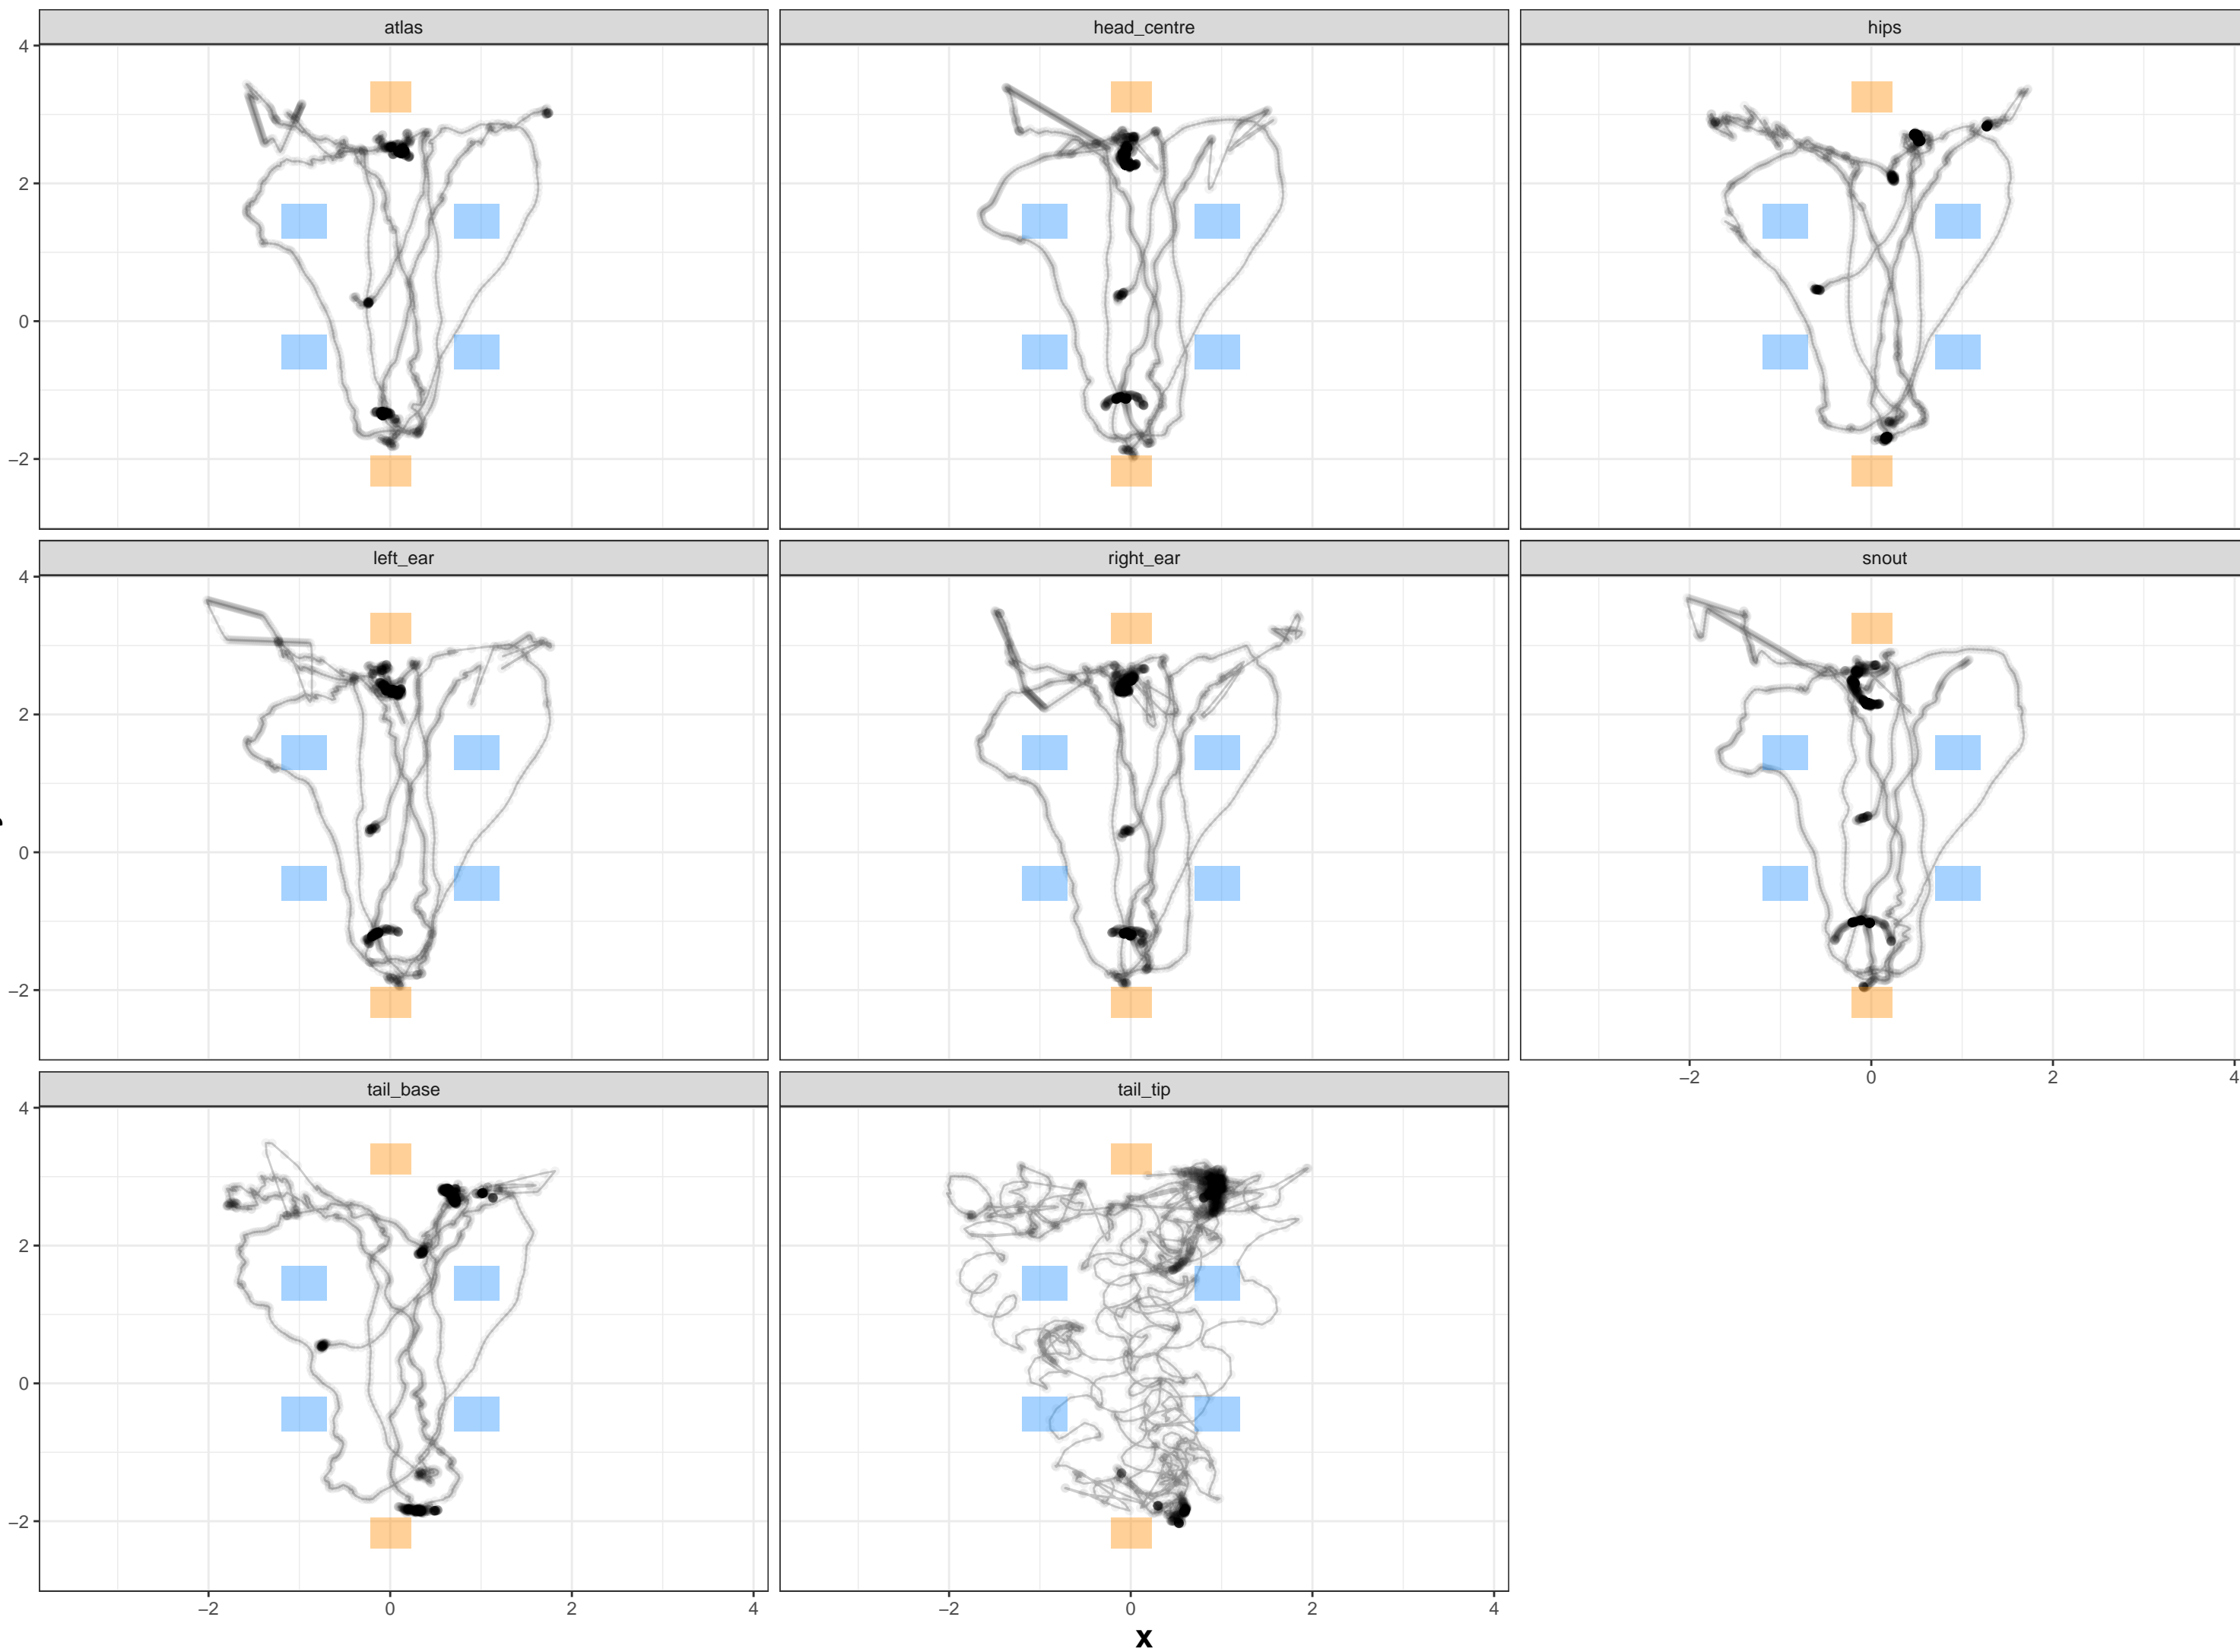 atlas head_centre hips
4
2
0
−2
left_ear right_ear snout
4
2
0
−2
−2 0 2 4
tail_base tail_tip
4
2
0
−2
−2 0 2 4 −2 0 2 4
x